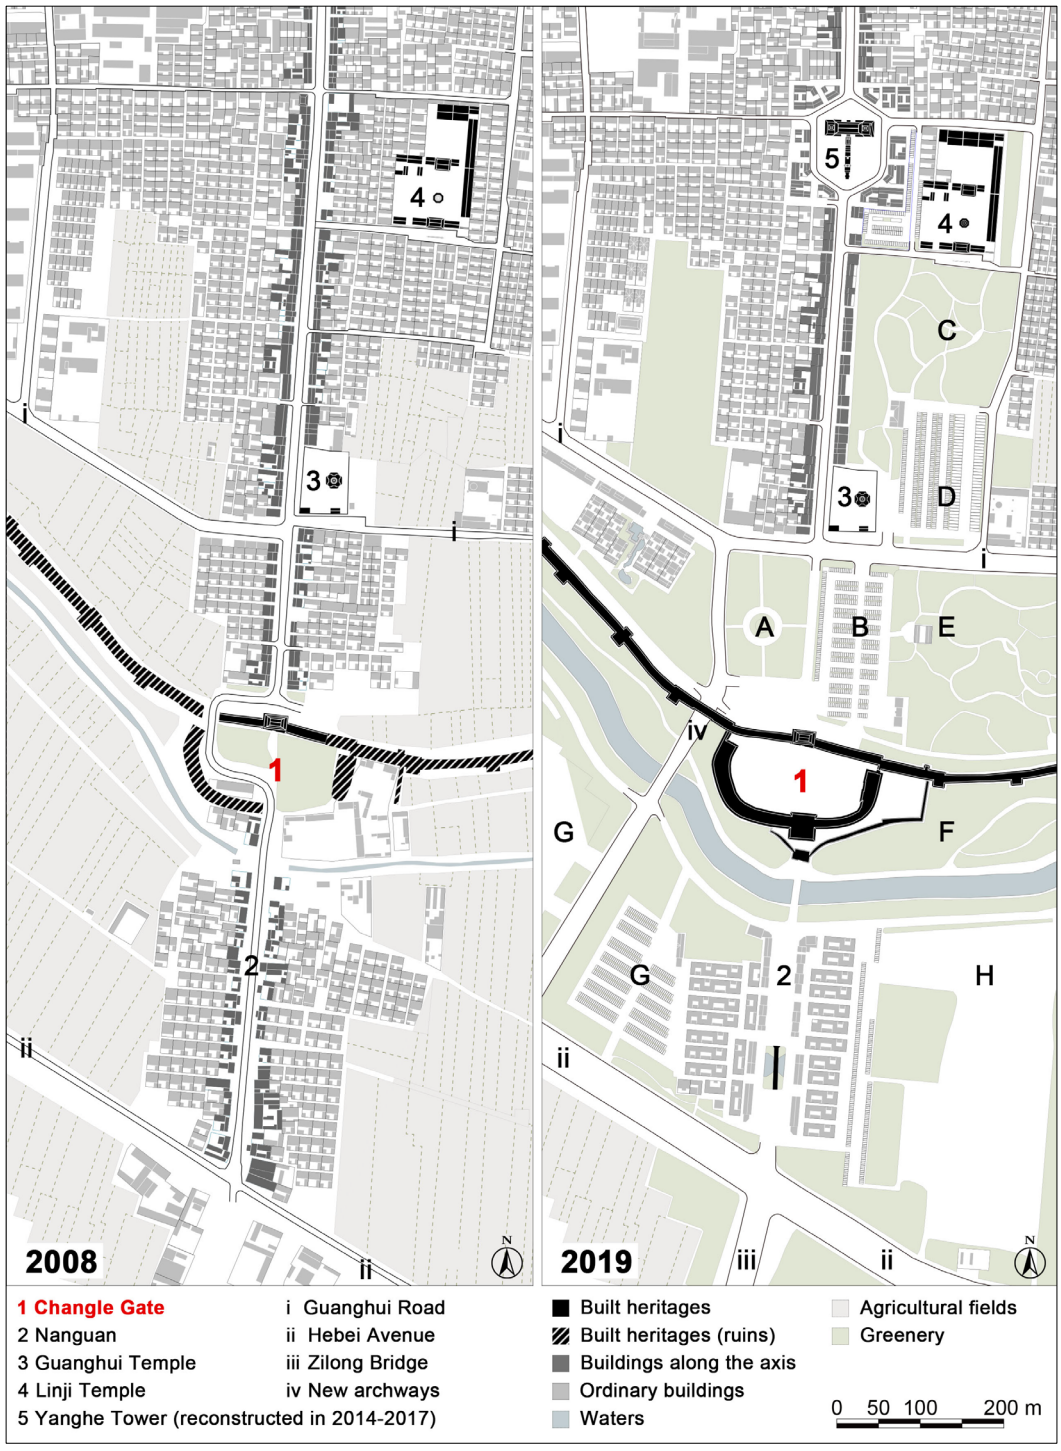 4
3
i
i
1
2
ii
ii
2008
N
5
4
C
3
D
i
i
A
B
E
iv
1
F
G
G
2
H
ii
iii
ii
2019
N
1 Changle Gate
2 Nanguan
3 Guanghui Temple
4 Linji Temple
5 Yanghe Tower (reconstructed in 2014-2017)
i Guanghui Road
ii Hebei Avenue
iii Zilong Bridge
iv New archways
Built heritages
Built heritages (ruins)
Buildings along the axis
Ordinary buildings
Waters
Agricultural fields
Greenery
0 50 100 200 m